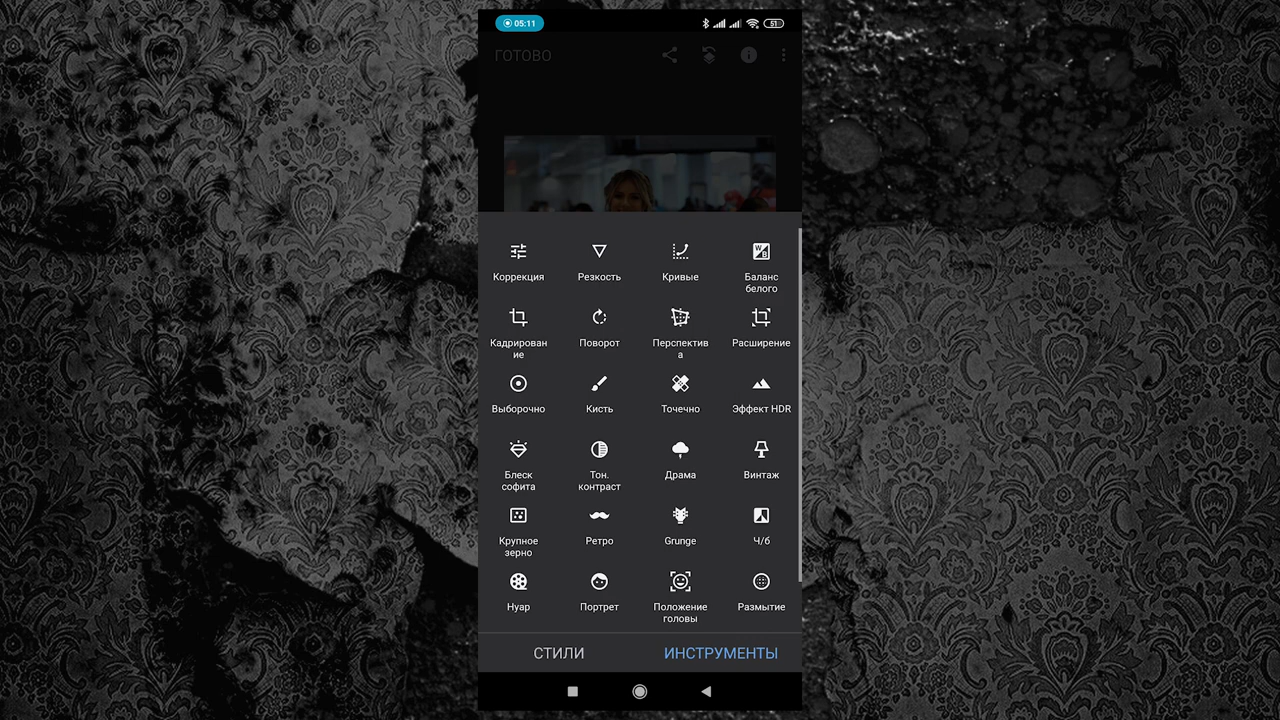 05:11
51
ГОТОВО
Коррекция
Резкость
Кривые
W
B
Баланс
белого
Кадрирован
ие
Поворот
Перспектив
а
Расширение
Выборочно
Кисть
Точечно
Эффект HDR
Блеск
софита
Тон.
контраст
Драма
Винтаж
Крупное
зерно
Ретро
Grunge
Ч/б
Нуар
Портрет
Положение
головы
Размытие
СТИЛИ
ИНСТРУМЕНТЫ